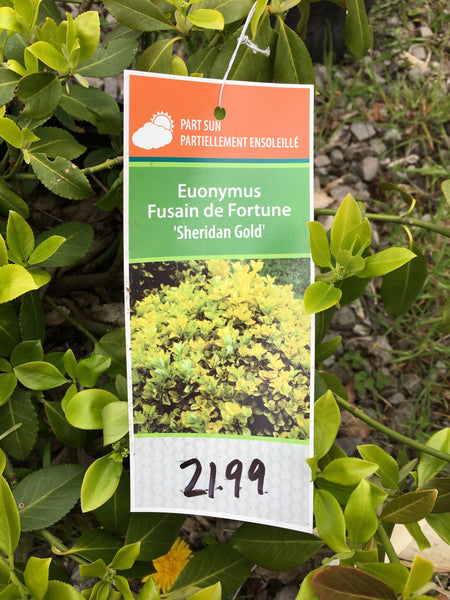 PART SUN
PARTIELLEMENT ENSOLEILLÉ
Euonymus
Fusain de Fortune
'Sheridan Gold'
21.99